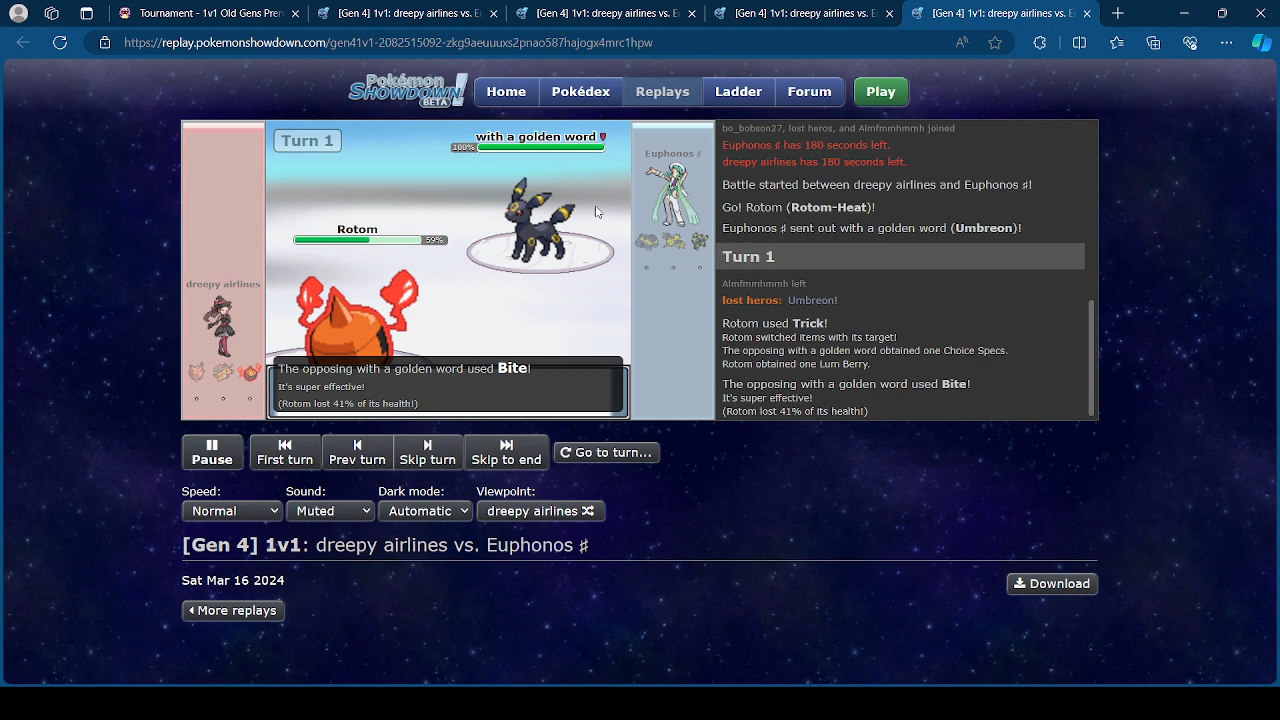 Tournament - 1v1 Old Gens Pren
[Gen 4] 1v1: dreepy airlines vs. Eu
[Gen 4] 1v1: dreepy airlines vs. E
[Gen 4] 1v1: dreepy airlines vs. E
[Gen 4] 1v1: dreepy airlines vs. E
https://replay.pokemonshowdown.com/gen41v1-2082515092-zkg9aeuuuxs2pnao587hajogx4mrc1hpw
Pokémon
SHOWDOWN!
BETA
Home
Pokédex
Replays
Ladder
Forum
Play
Turn 1
with a golden word
100%
Rotom
59%
dreepy airlines
Euphonos ♯
The opposing with a golden word used Bite!
It's super effective!
(Rotom lost 41% of its health!)
bo_bobson27, lost heros, and Almfmmhmmh joined
Euphonos ♯ has 180 seconds left.
dreepy airlines has 180 seconds left.
Battle started between dreepy airlines and Euphonos ♯!
Go! Rotom (Rotom-Heat)!
Euphonos ♯ sent out with a golden word (Umbreon)!
Turn 1
Almfmmhmmh left
lost heros: Umbreon!
Rotom used Trick!
Rotom switched items with its target!
The opposing with a golden word obtained one Choice Specs.
Rotom obtained one Lum Berry.
The opposing with a golden word used Bite!
It's super effective!
(Rotom lost 41% of its health!)
Pause
First turn
Prev turn
Skip turn
Skip to end
Go to turn...
Speed:
Sound:
Dark mode:
Viewpoint:
Normal
Muted
Automatic
dreepy airlines
[Gen 4] 1v1: dreepy airlines vs. Euphonos ♯
Sat Mar 16 2024
Download
More replays